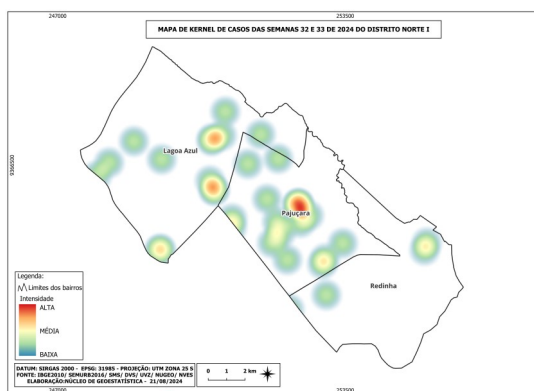 247000
253500
MAPA DE KERNEL DE CASOS DAS SEMANAS 32 E 33 DE 2024 DO DISTRITO NORTE I
9366500
9366500
Lagoa Azul
Pajuçara
Redinha
Legenda:
Limites dos bairros
Intensidade
ALTA
MÉDIA
BAIXA
DATUM: SIRGAS 2000 - EPSG: 31985 - PROJEÇÃO: UTM ZONA 25 S
FONTE: IBGE2010/ SEMURB2016/ SMS/ DVS/ UVZ/ NUGEO/ NVES
ELABORAÇÃO:NÚCLEO DE GEOESTATÍSTICA - 21/08/2024
0 1 2 km
247000
253500